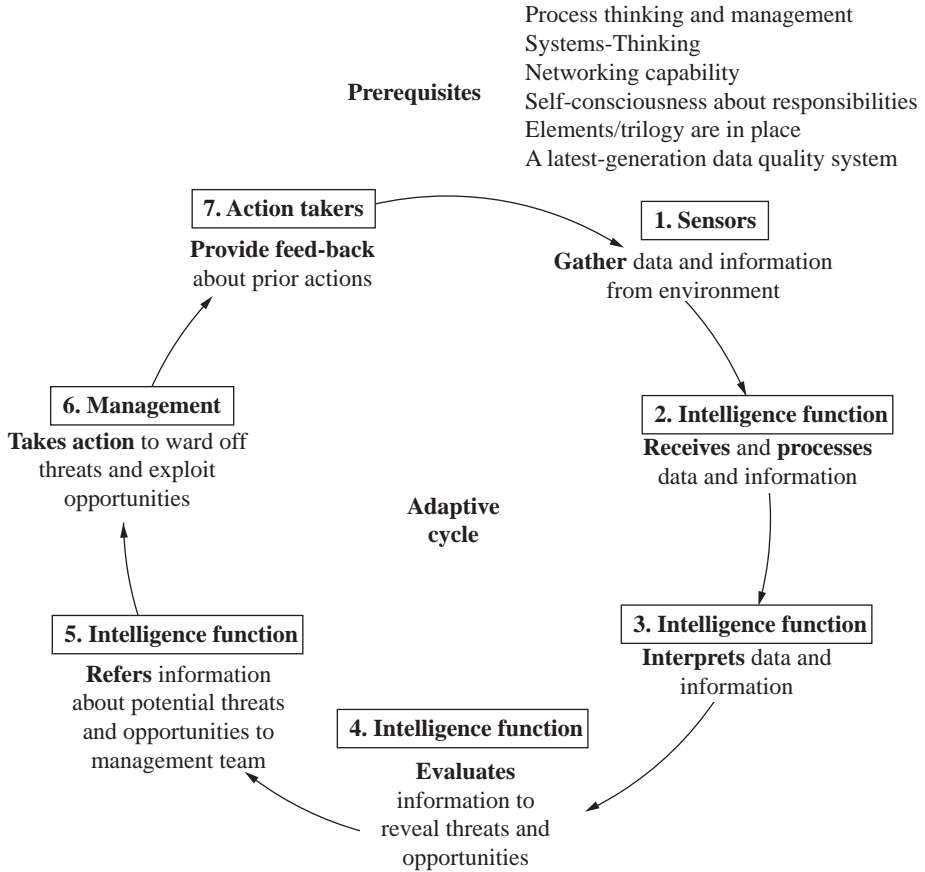 Prerequisites
Process thinking and management
Systems-Thinking
Networking capability
Self-consciousness about responsibilities
Elements/trilogy are in place
A latest-generation data quality system
1. Sensors
Gather data and information
from environment
2. Intelligence function
Receives and processes
data and information
3. Intelligence function
Interprets data and
information
4. Intelligence function
Evaluates
information to
reveal threats and
opportunities
5. Intelligence function
Refers information
about potential threats
and opportunities to
management team
6. Management
Takes action to ward off
threats and exploit
opportunities
7. Action takers
Provide feed-back
about prior actions
Adaptive
cycle